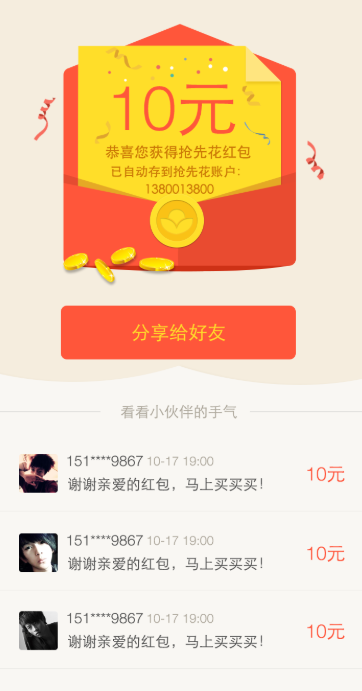 10元
恭喜您获得抢先花红包
已自动存到抢先花账户：
1380013800
分享给好友
看看小伙伴的手气
151****9867 10-17 19:00
谢谢亲爱的红包，马上买买买！
10元
151****9867 10-17 19:00
谢谢亲爱的红包，马上买买买！
10元
151****9867 10-17 19:00
谢谢亲爱的红包，马上买买买！
10元